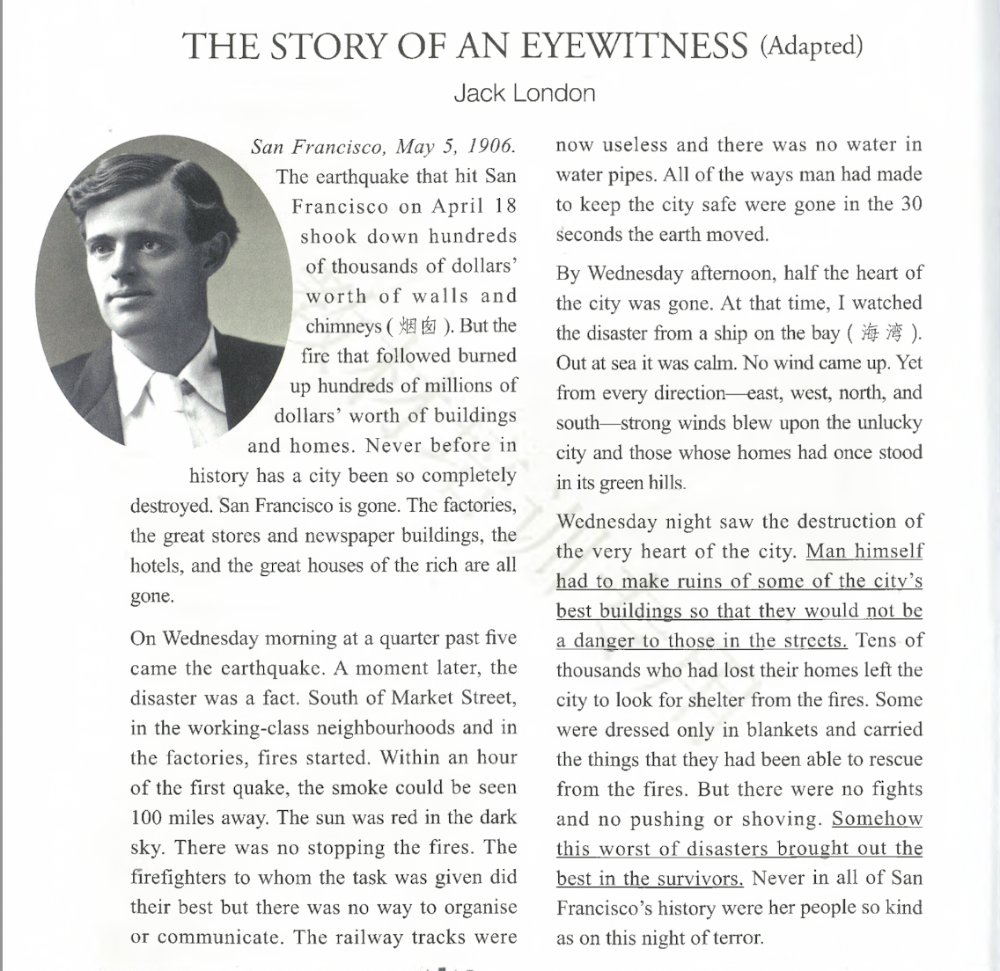 THE STORY OF AN EYEWITNESS (Adapted)
Jack London
San Francisco, May 5, 1906.
The earthquake that hit San
Francisco on April 18
shook down hundreds
of thousands of dollars'
worth of walls and
chimneys ( 烟囱 ). But the
fire that followed burned
up hundreds of millions of
dollars' worth of buildings
and homes. Never before in
history has a city been so completely
destroyed. San Francisco is gone. The factories,
the great stores and newspaper buildings, the
hotels, and the great houses of the rich are all
gone.
On Wednesday morning at a quarter past five
came the earthquake. A moment later, the
disaster was a fact. South of Market Street,
in the working-class neighbourhoods and in
the factories, fires started. Within an hour
of the first quake, the smoke could be seen
100 miles away. The sun was red in the dark
sky. There was no stopping the fires. The
firefighters to whom the task was given did
their best but there was no way to organise
or communicate. The railway tracks were
now useless and there was no water in
water pipes. All of the ways man had made
to keep the city safe were gone in the 30
seconds the earth moved.
By Wednesday afternoon, half the heart of
the city was gone. At that time, I watched
the disaster from a ship on the bay ( 海湾 ).
Out at sea it was calm. No wind came up. Yet
from every direction—east, west, north, and
south—strong winds blew upon the unlucky
city and those whose homes had once stood
in its green hills.
Wednesday night saw the destruction of
the very heart of the city. Man himself
had to make ruins of some of the city's
best buildings so that they would not be
a danger to those in the streets. Tens of
thousands who had lost their homes left the
city to look for shelter from the fires. Some
were dressed only in blankets and carried
the things that they had been able to rescue
from the fires. But there were no fights
and no pushing or shoving. Somehow
this worst of disasters brought out the
best in the survivors. Never in all of San
Francisco's history were her people so kind
as on this night of terror.